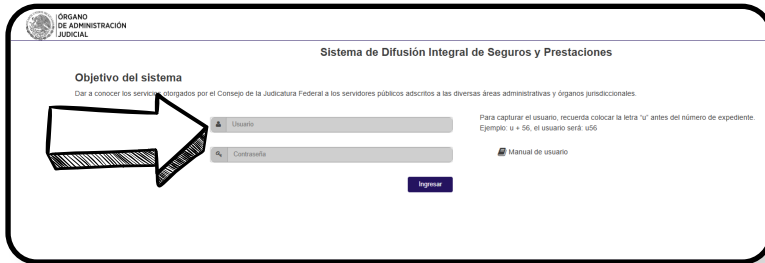 ÓRGANO
DE ADMINISTRACIÓN
JUDICIAL
Sistema de Difusión Integral de Seguros y Prestaciones
Objetivo del sistema
Dar a conocer los servicios otorgados por el Consejo de la Judicatura Federal a los servidores públicos adscritos a las diversas áreas administrativas y órganos jurisdiccionales.
Usuario
Para capturar el usuario, recuerda colocar la letra "u" antes del número de expediente.
Ejemplo: u + 56, el usuario será: u56
Contraseña
Manual de usuario
Ingresar